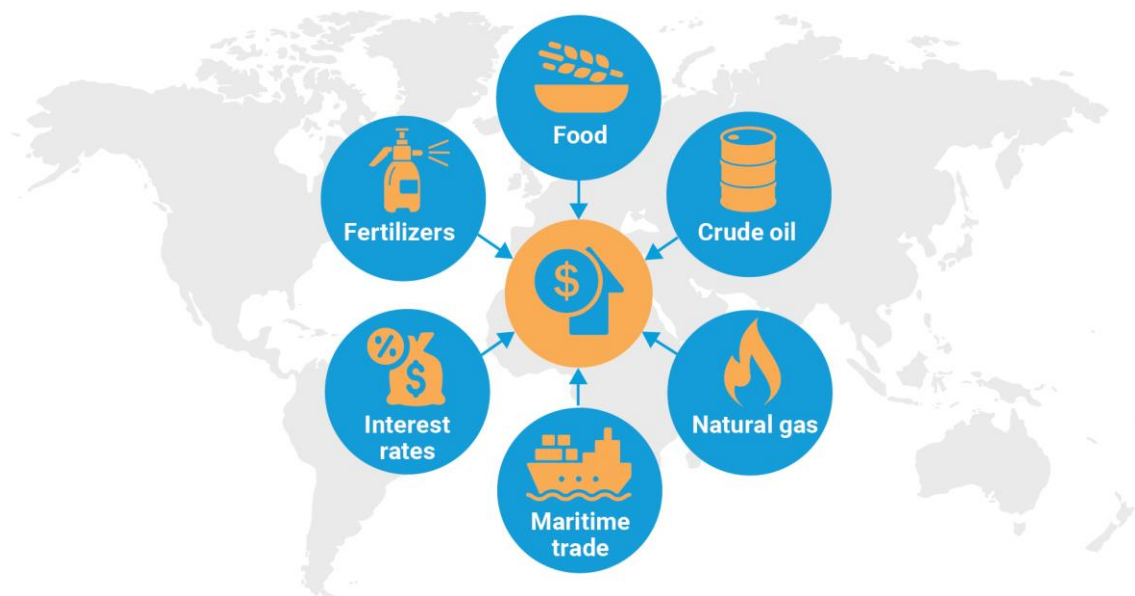 Food
Fertilizers
Crude oil
$
%
$
Interest
rates
Natural gas
Maritime
trade